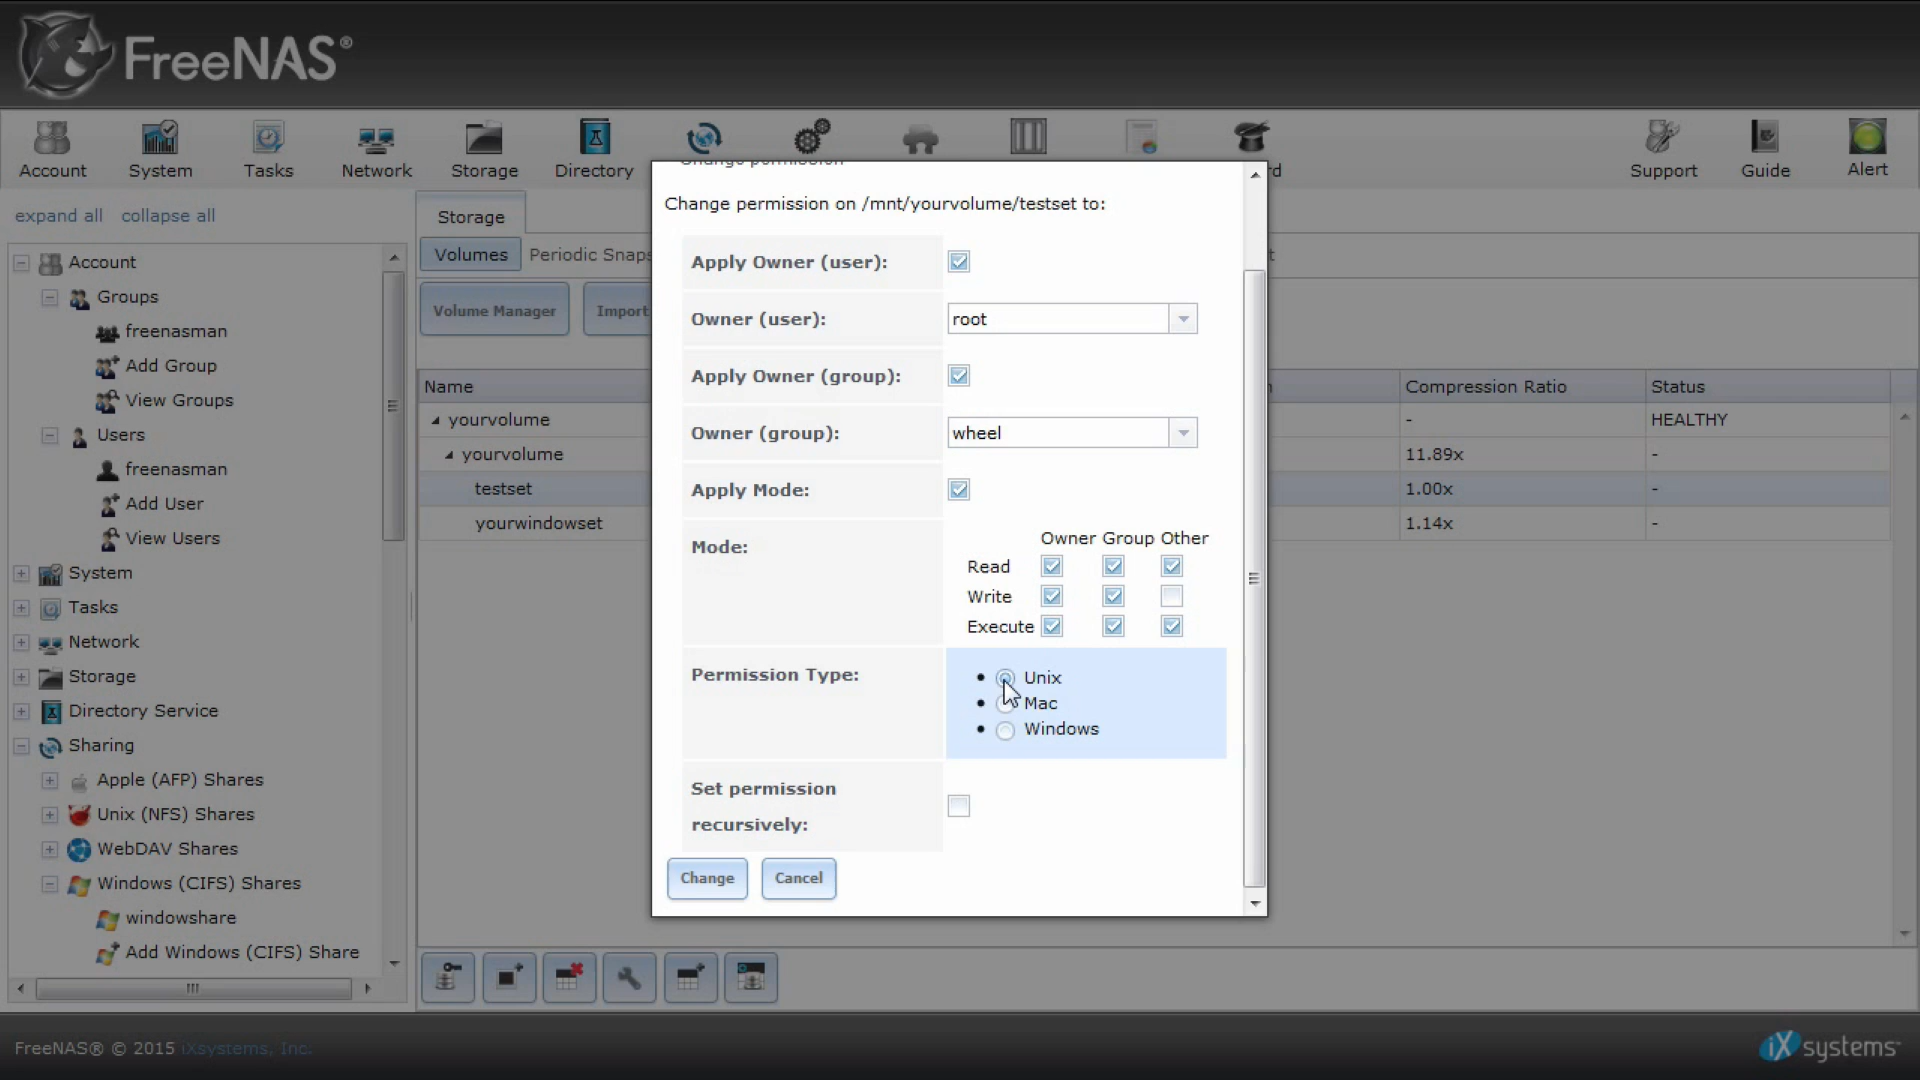 FreeNAS®
Account
System
Tasks
Network
Storage
Directory
Support
Guide
Alert
expand all collapse all
Account
Groups
freenasman
Add Group
View Groups
Users
freenasman
Add User
View Users
System
Tasks
Network
Storage
Directory Service
Sharing
Apple (AFP) Shares
Unix (NFS) Shares
WebDAV Shares
Windows (CIFS) Shares
windowshare
Add Windows (CIFS) Share
Storage
Volumes Periodic Snaps
Volume Manager Import
Name Compression Ratio Status
yourvolume - HEALTHY
yourvolume 11.89x -
testset 1.00x -
yourwindowset 1.14x -
Change permission
Change permission on /mnt/yourvolume/testset to:
Apply Owner (user):
Owner (user): root
Apply Owner (group):
Owner (group): wheel
Apply Mode:
Mode:
Owner Group Other
Read
Write
Execute
Permission Type:
• Unix
• Mac
• Windows
Set permission
recursively:
Change Cancel
FreeNAS® © 2015 iXsystems, Inc.
iXsystems